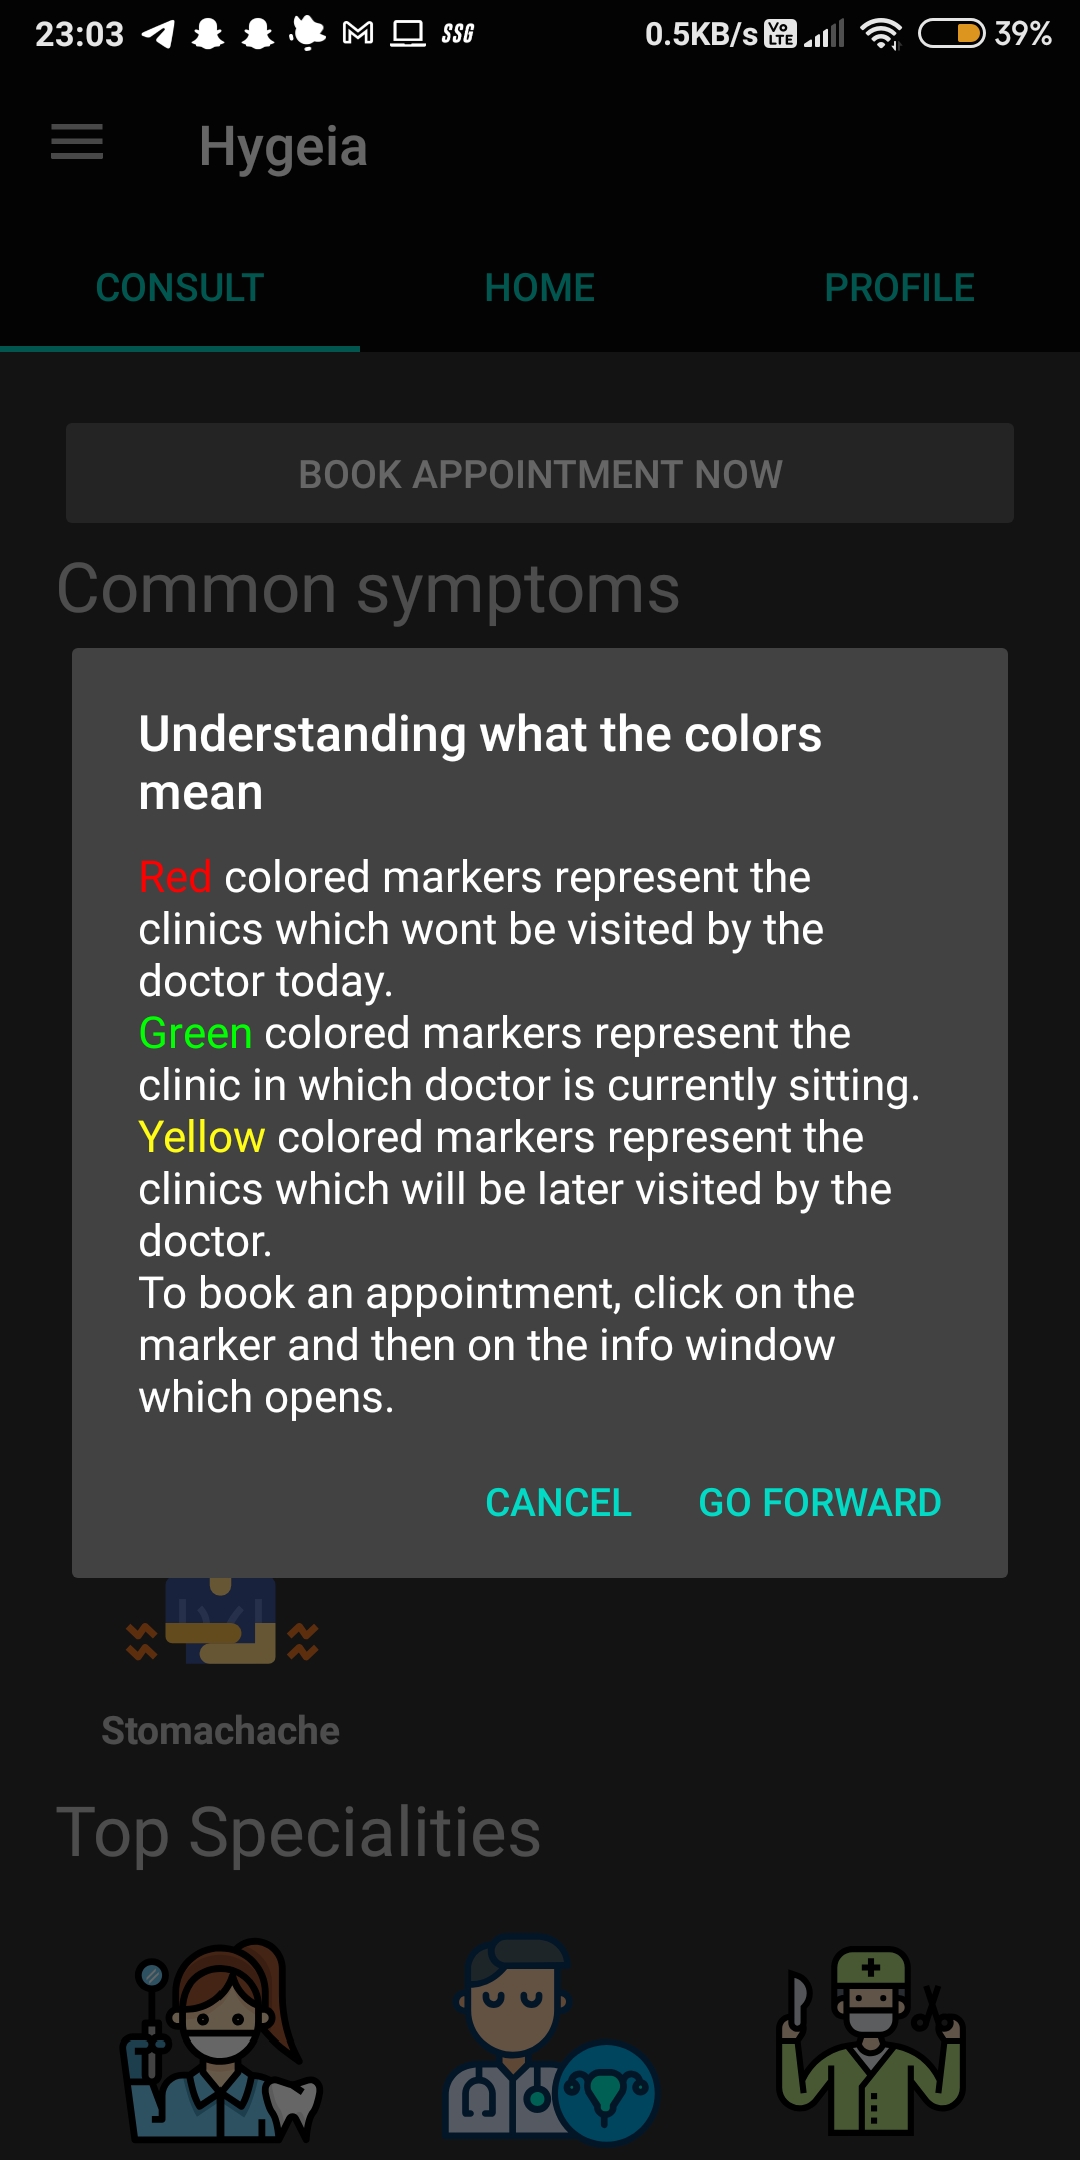 23:03 SSG 0.5KB/s Vo LTE 39%
Hygeia
CONSULT HOME PROFILE
BOOK APPOINTMENT NOW
Common symptoms
Understanding what the colors
mean
Red colored markers represent the
clinics which wont be visited by the
doctor today.
Green colored markers represent the
clinic in which doctor is currently sitting.
Yellow colored markers represent the
clinics which will be later visited by the
doctor.
To book an appointment, click on the
marker and then on the info window
which opens.
CANCEL GO FORWARD
Stomachache
Top Specialities